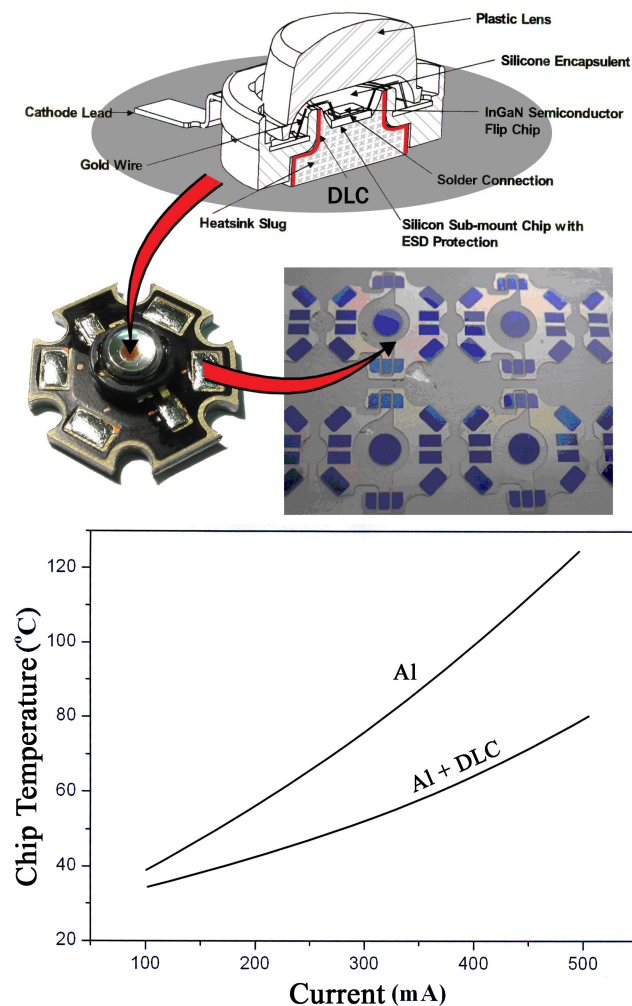 Plastic Lens
Silicone Encapsulent
Cathode Lead
InGaN Semiconductor
Flip Chip
Gold Wire
Solder Connection
DLC
Heatsink Slug
Silicon Sub-mount Chip with
ESD Protection
Chip Temperature (°C)
120
100
80
60
40
20
Al
Al + DLC
100
200
300
400
500
Current (mA)